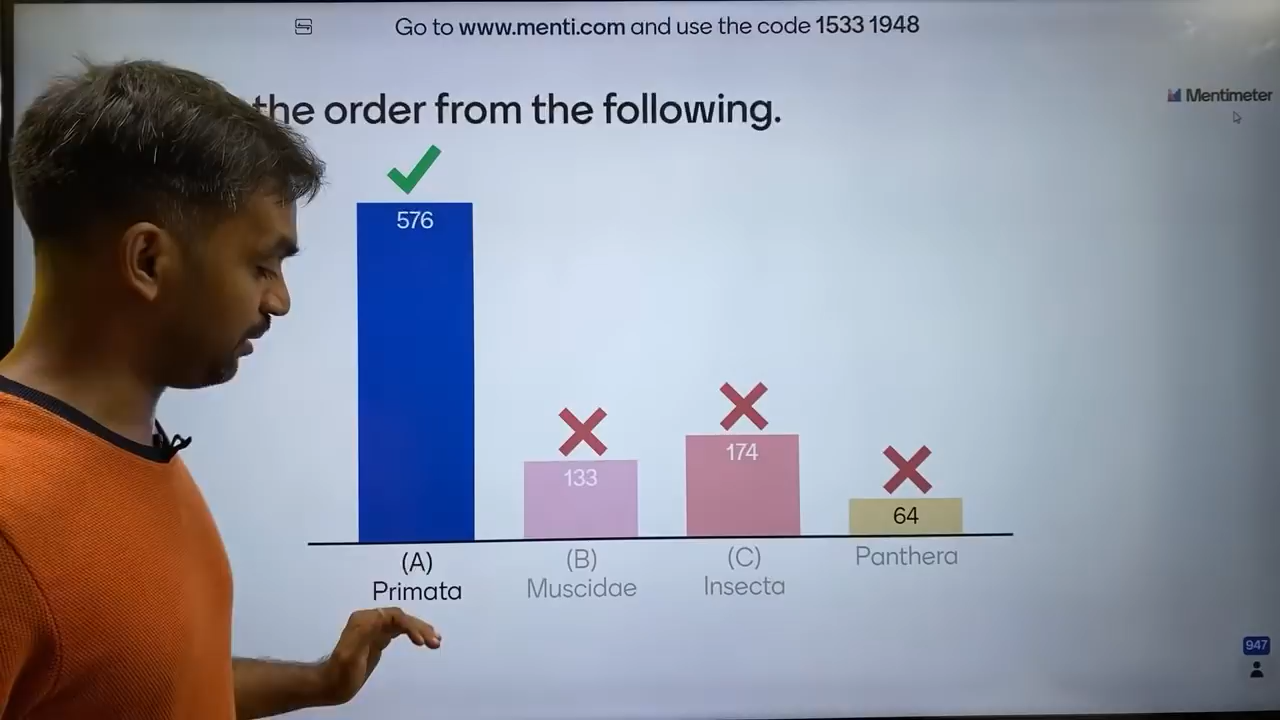 Go to www.menti.com and use the code 1533 1948
the order from the following.
Mentimeter
576
133
174
64
(A)
Primata
(B)
Muscidae
(C)
Insecta
Panthera
947